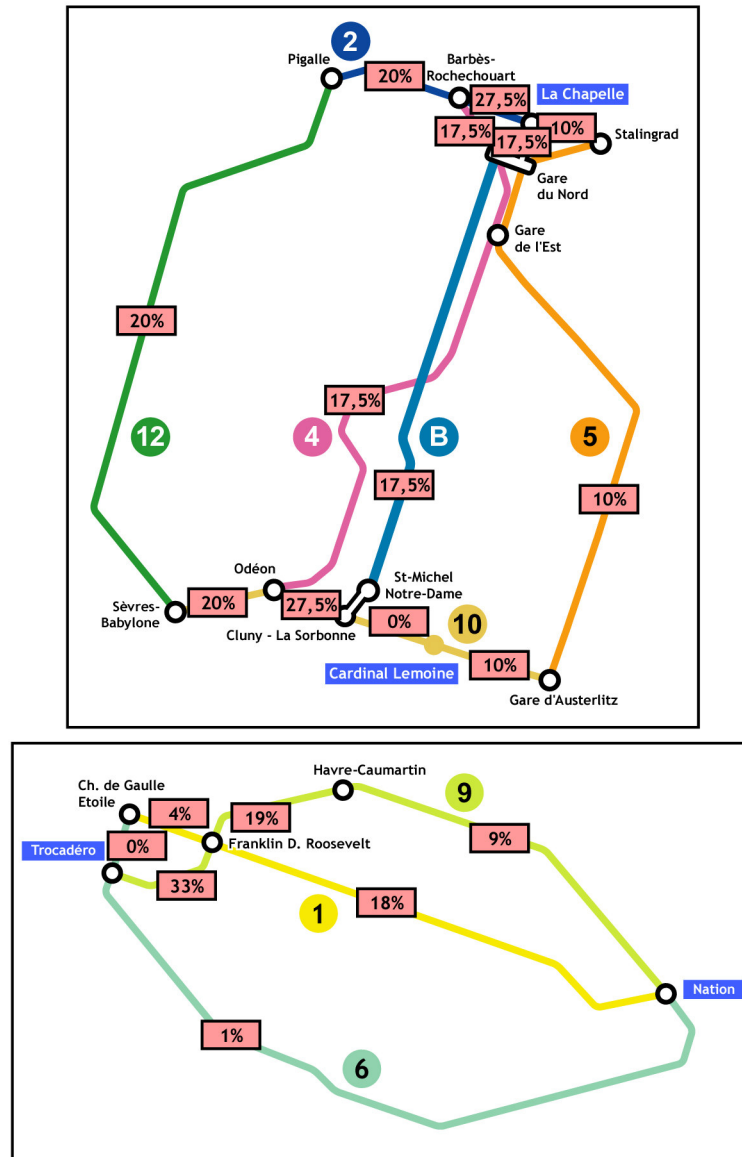 2
Pigalle
Barbès-
Rochechouart
20%
27,5%
La Chapelle
17,5%
17,5%
10%
Stalingrad
Gare
du Nord
Gare
de l'Est
20%
17,5%
12
4
B
5
17,5%
10%
Odéon
St-Michel
Notre-Dame
Sèvres-
Babylone
20%
27,5%
Cluny - La Sorbonne
0%
10
Cardinal Lemoine
10%
Gare d'Austerlitz
Havre-Caumartin
Ch. de Gaulle
Etoile
4%
19%
9
Trocadéro
0%
Franklin D. Roosevelt
9%
33%
1
18%
Nation
1%
6